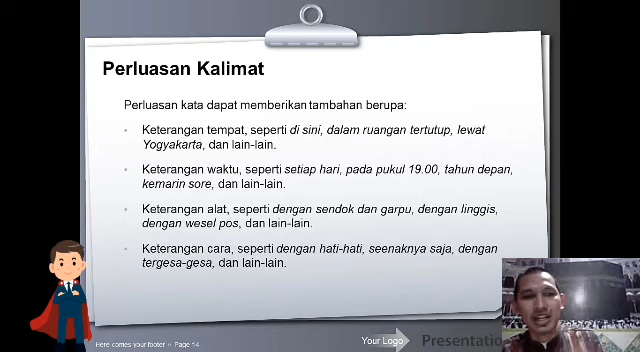 Perluasan Kalimat
Perluasan kata dapat memberikan tambahan berupa:
• Keterangan tempat, seperti di sini, dalam ruangan tertutup, lewat
Yogyakarta, dan lain-lain.
• Keterangan waktu, seperti setiap hari, pada pukul 19.00, tahun depan,
kemarin sore, dan lain-lain.
• Keterangan alat, seperti dengan sendok dan garpu, dengan linggis,
dengan wesel pos, dan lain-lain.
• Keterangan cara, seperti dengan hati-hati, seenaknya saja, dengan
tergesa-gesa, dan lain-lain.
Here comes your footer • Page 14
Your Logo
Presentatio